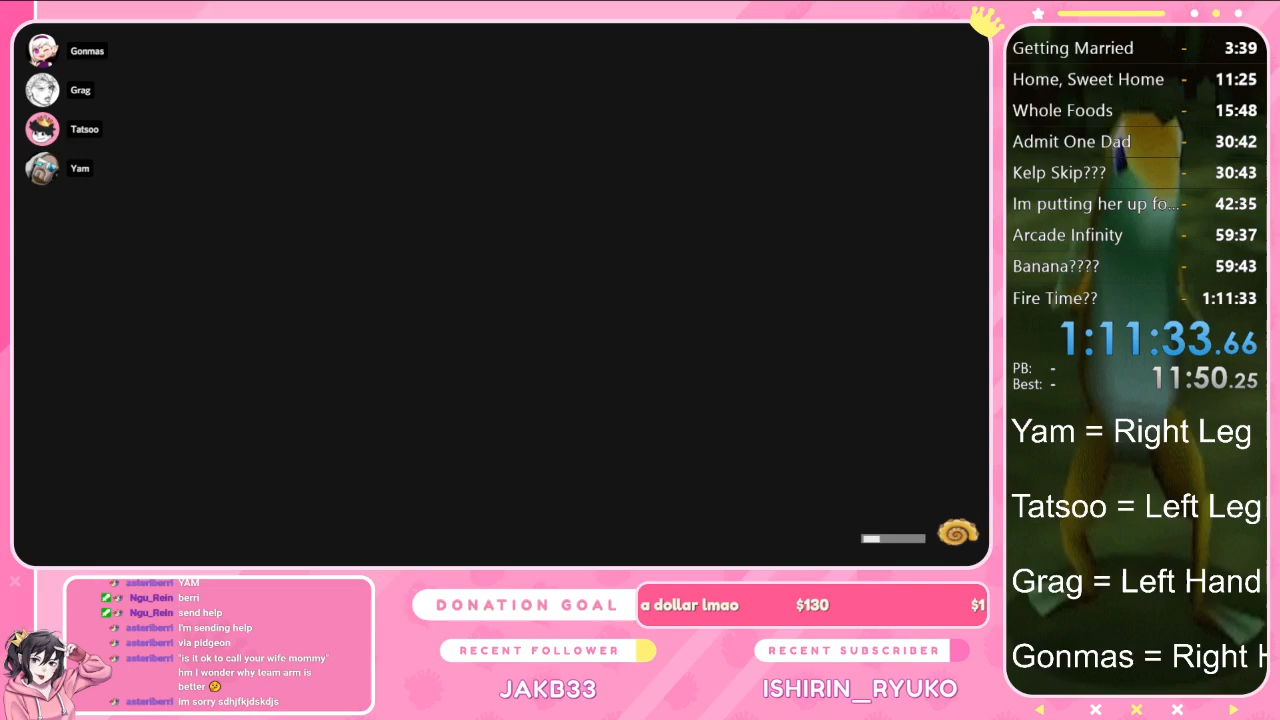 Gonmas
Grag
Tatsoo
Yam
Getting Married - 3:39
Home, Sweet Home - 11:25
Whole Foods - 15:48
Admit One Dad - 30:42
Kelp Skip??? - 30:43
Im putting her up fo... - 42:35
Arcade Infinity - 59:37
Banana???? - 59:43
Fire Time?? - 1:11:33
1:11:33.66
PB: -
Best: -
11:50.25
Yam = Right Leg
Tatsoo = Left Leg
Grag = Left Hand
Gonmas = Right H
asteriberri YAM
Ngu_Rein berri
Ngu_Rein send help
asteriberri I'm sending help
asteriberri via pidgeon
asteriberri "is it ok to call your wife mommy"
hm I wonder why team arm is
better 🤔
asteriberri Im sorry sdhjfkjdskdjs
DONATION GOAL
a dollar lmao $130 $1
RECENT FOLLOWER
JAKB33
RECENT SUBSCRIBER
ISHIRIN_RYUKO